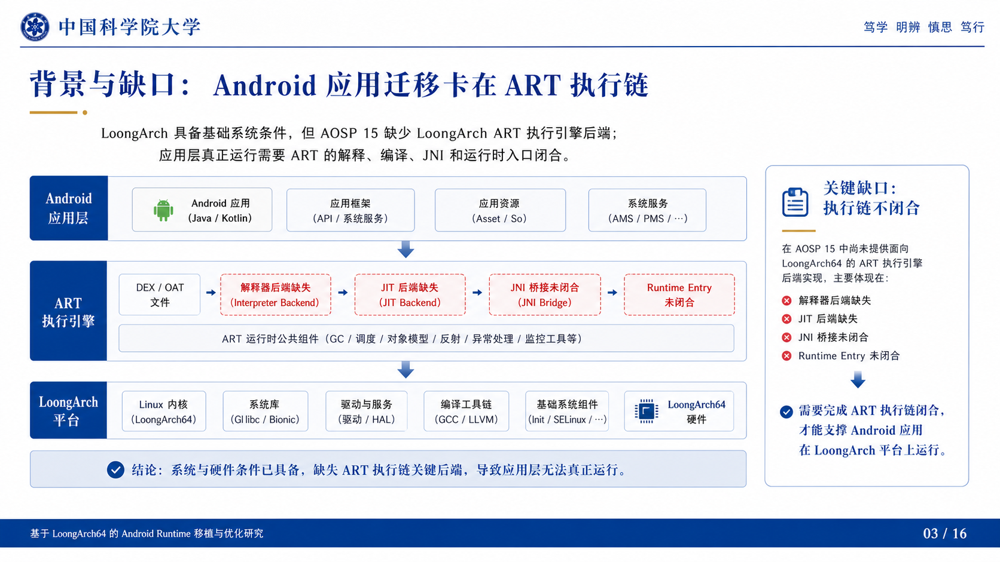 中国科学院大学
笃学 明辨 慎思 笃行
背景与缺口： Android 应用迁移卡在 ART 执行链
LoongArch 具备基础系统条件，但 AOSP 15 缺少 LoongArch ART 执行引擎后端；
应用层真正运行需要 ART 的解释、编译、JNI 和运行时入口闭合。
Android
应用层
Android 应用
（Java / Kotlin）
应用框架
（API / 系统服务）
应用资源
（Asset / So）
系统服务
（AMS / PMS / ···）
ART
执行引擎
DEX / OAT
文件
解释器后端缺失
（Interpreter Backend）
JIT 后端缺失
（JIT Backend）
JNI 桥接未闭合
（JNI Bridge）
Runtime Entry
未闭合
ART 运行时公共组件（GC / 调度 / 对象模型 / 反射 / 异常处理 / 监控工具等）
LoongArch
平台
Linux 内核
（LoongArch64）
系统库
（Glibc / Bionic）
驱动与服务
（驱动 / HAL）
编译工具链
（GCC / LLVM）
基础系统组件
（Init / SELinux / ···）
LoongArch64
硬件
结论：系统与硬件条件已具备，缺失 ART 执行链关键后端，导致应用层无法真正运行。
关键缺口：
执行链不闭合
在 AOSP 15 中尚未提供面向
LoongArch64 的 ART 执行引擎
后端实现，主要体现在：
解释器后端缺失
JIT 后端缺失
JNI 桥接未闭合
Runtime Entry 未闭合
需要完成 ART 执行链闭合，
才能支撑 Android 应用
在 LoongArch 平台上运行。
基于 LoongArch64 的 Android Runtime 移植与优化研究
03 / 16